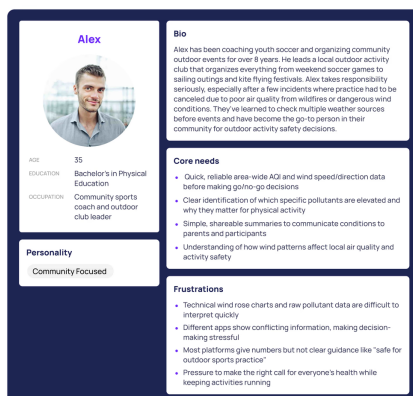 Alex
AGE 35
EDUCATION Bachelor's in Physical
Education
OCCUPATION Community sports
coach and outdoor
club leader
Personality
Community Focused
Bio
Alex has been coaching youth soccer and organizing community
outdoor events for over 8 years. He leads a local outdoor activity
club that organizes everything from weekend soccer games to
sailing outings and kite flying festivals. Alex takes responsibility
seriously, especially after a few incidents where practice had to be
canceled due to poor air quality from wildfires or dangerous wind
conditions. They've learned to check multiple weather sources
before events and have become the go-to person in their
community for outdoor activity safety decisions.
Core needs
• Quick, reliable area-wide AQI and wind speed/direction data
before making go/no-go decisions
• Clear identification of which specific pollutants are elevated and
why they matter for physical activity
• Simple, shareable summaries to communicate conditions to
parents and participants
• Understanding of how wind patterns affect local air quality and
activity safety
Frustrations
• Technical wind rose charts and raw pollutant data are difficult to
interpret quickly
• Different apps show conflicting information, making decision-
making stressful
• Most platforms give numbers but not clear guidance like "safe for
outdoor sports practice"
• Pressure to make the right call for everyone's health while
keeping activities running